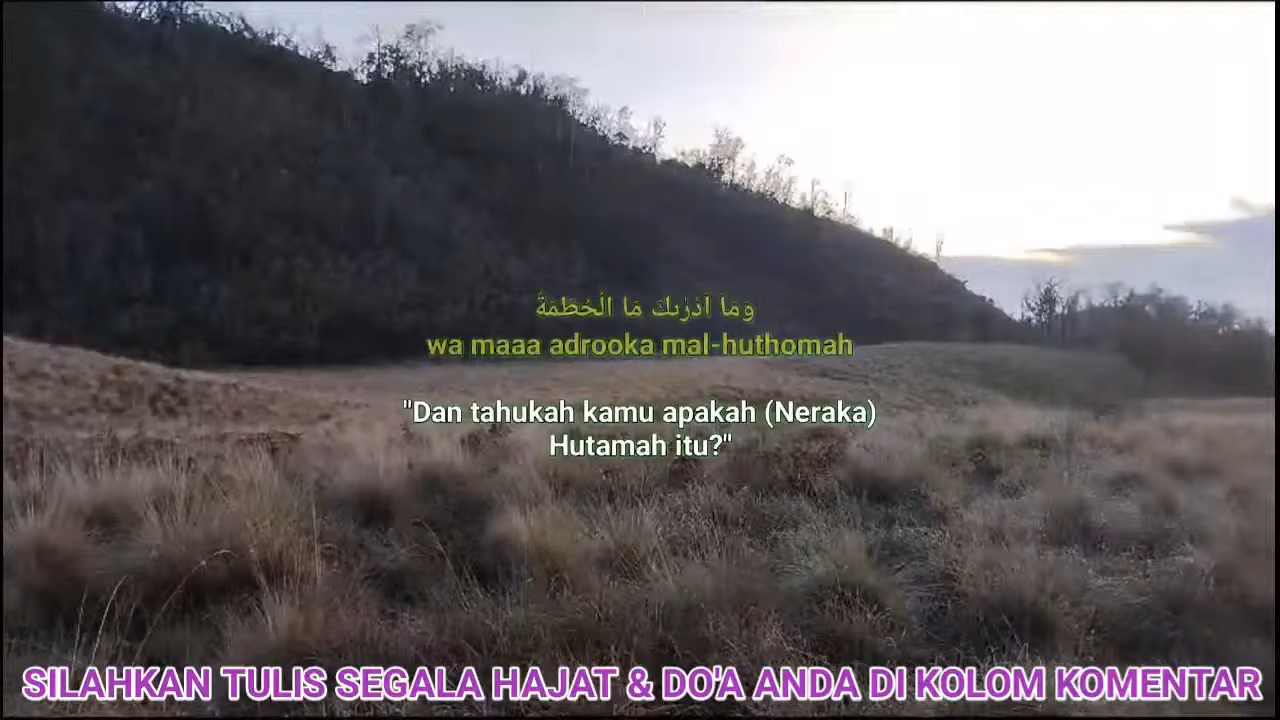 وَمَآ اَدْرٰىكَ مَا الْحُطَمَةُ
wa maaa adrooka mal-huthomah
"Dan tahukah kamu apakah (Neraka)
Hutamah itu?"
SILAHKAN TULIS SEGALA HAJAT & DO'A ANDA DI KOLOM KOMENTAR